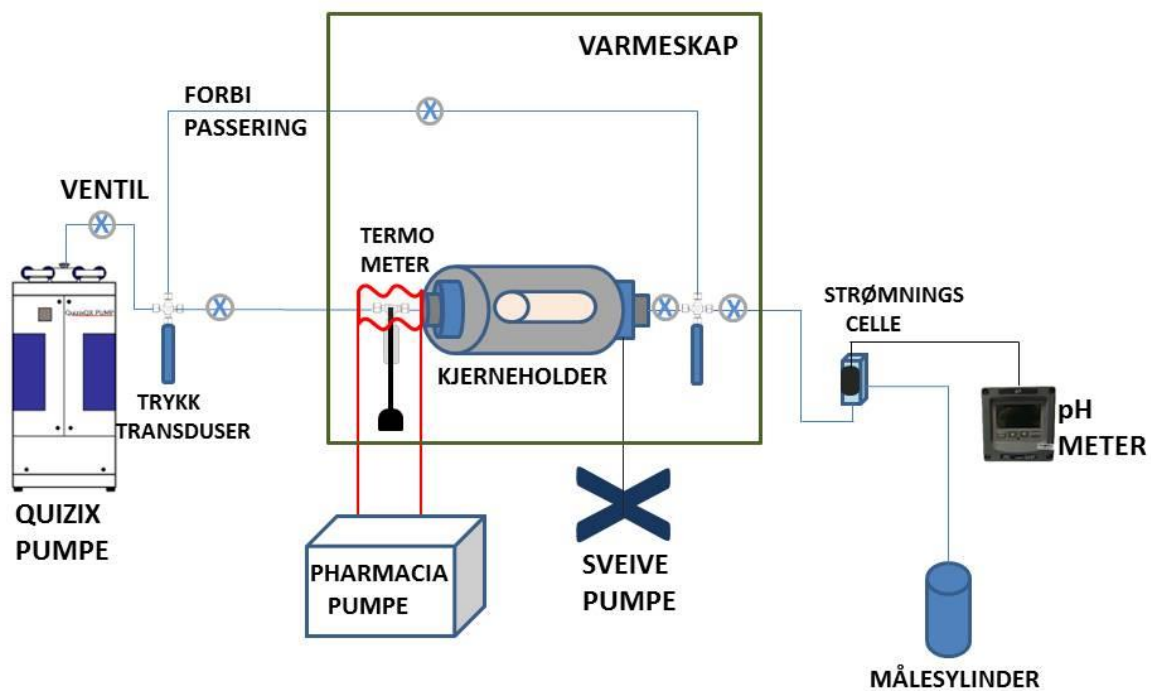 VARMESKAP
FORBI
PASSERING
VENTIL
TERMO
METER
STRØMNINGS
CELLE
KJERNEHOLDER
TRYKK
TRANSDUSER
pH
METER
QUIZIX
PUMPE
PHARMACIA
PUMPE
SVEIVE
PUMPE
MÅLESYLINDER